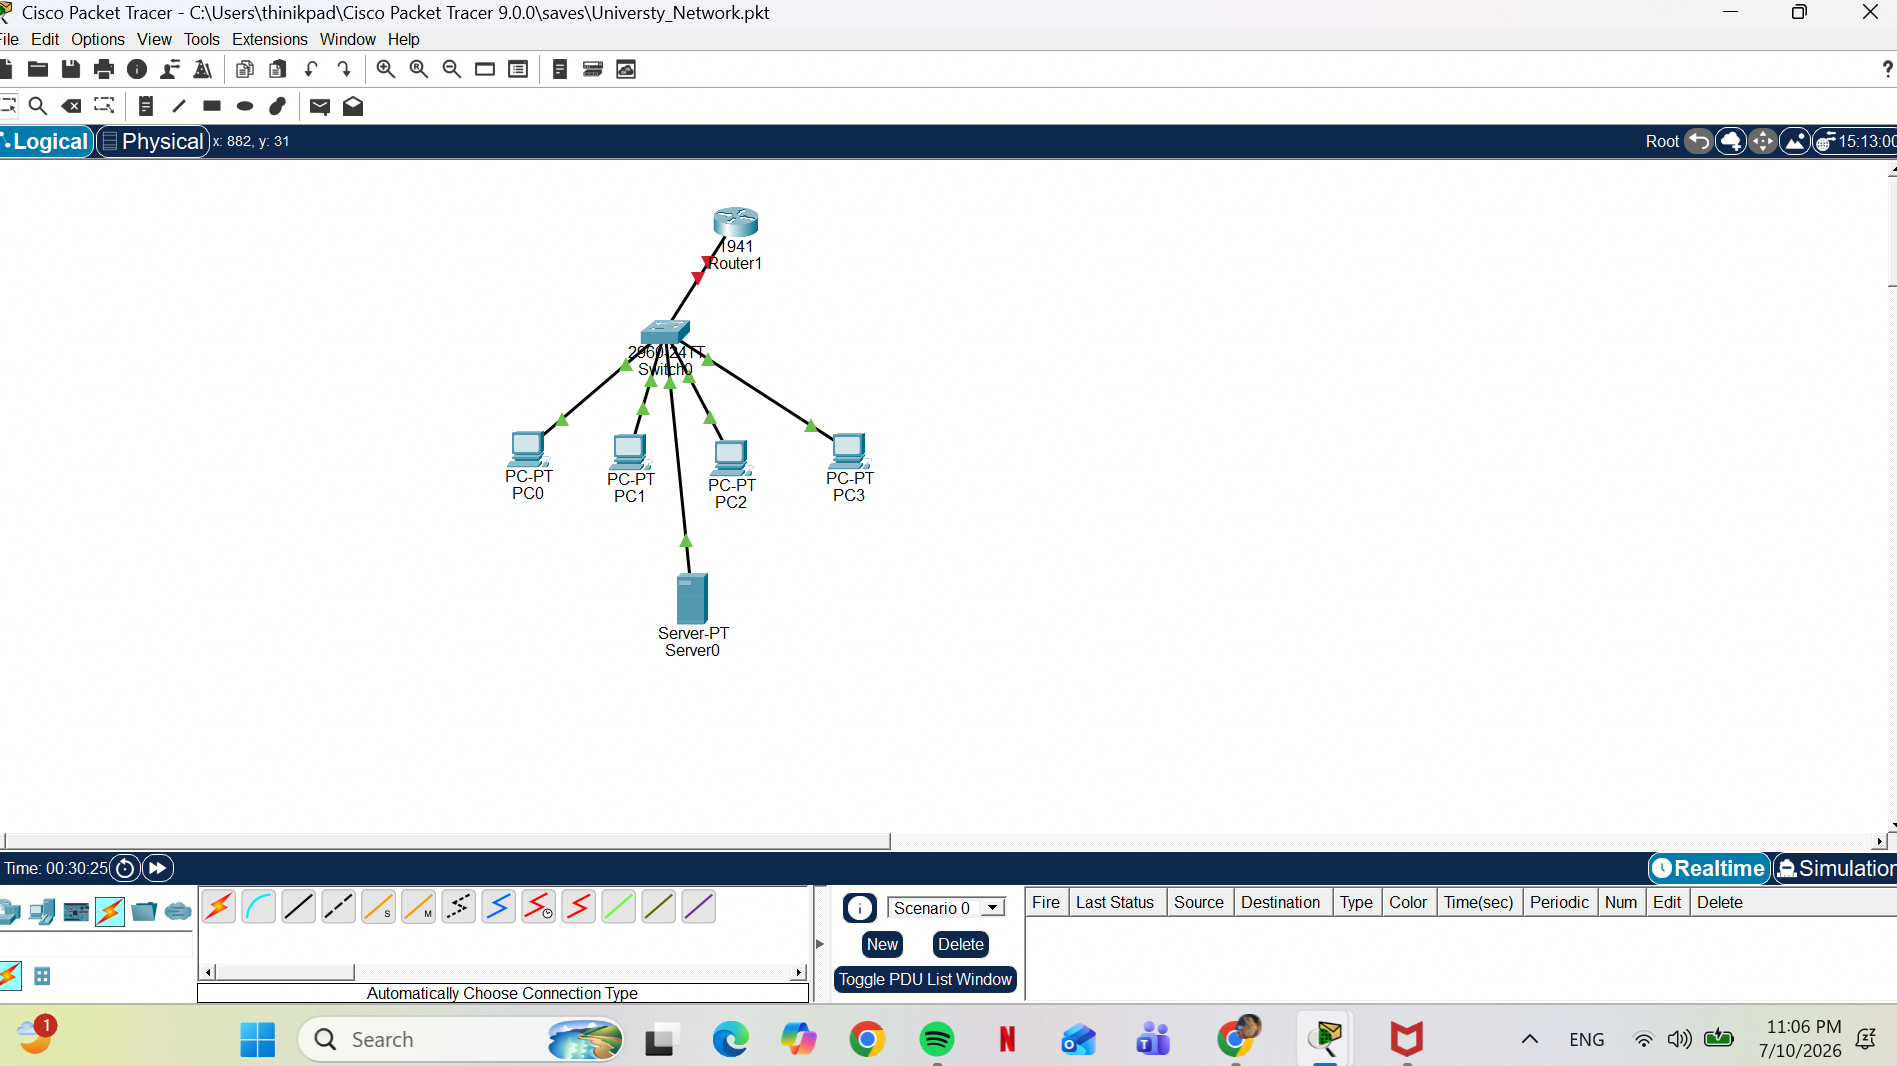 Cisco Packet Tracer - C:\Users\thinikpad\Cisco Packet Tracer 9.0.0\saves\Universty_Network.pkt
File Edit Options View Tools Extensions Window Help
?
Logical Physical x: 882, y: 31 Root 15:13:00
1941
Router1
2960-24TT
Switch0
PC-PT
PC0
PC-PT
PC1
PC-PT
PC2
PC-PT
PC3
Server-PT
Server0
Time: 00:30:25 Realtime Simulation
Scenario 0
Fire Last Status Source Destination Type Color Time(sec) Periodic Num Edit Delete
S M
New Delete
Toggle PDU List Window
Automatically Choose Connection Type
1
Search
ENG
11:06 PM
7/10/2026